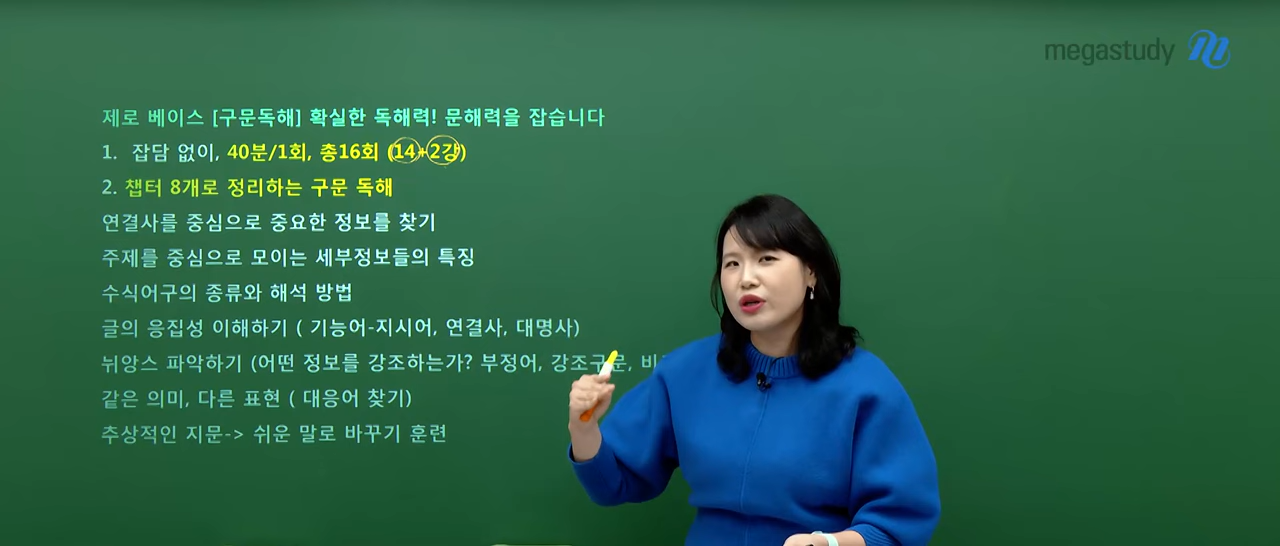 megastudy
제로 베이스 [구문독해] 확실한 독해력! 문해력을 잡습니다
1. 잡담 없이, 40분/1회, 총16회 (14+2강)
2. 챕터 8개로 정리하는 구문 독해
연결사를 중심으로 중요한 정보를 찾기
주제를 중심으로 모이는 세부정보들의 특징
수식어구의 종류와 해석 방법
글의 응집성 이해하기 ( 기능어-지시어, 연결사, 대명사)
뉘앙스 파악하기 (어떤 정보를 강조하는가? 부정어, 강조구문,
같은 의미, 다른 표현 ( 대응어 찾기)
추상적인 지문-> 쉬운 말로 바꾸기 훈련